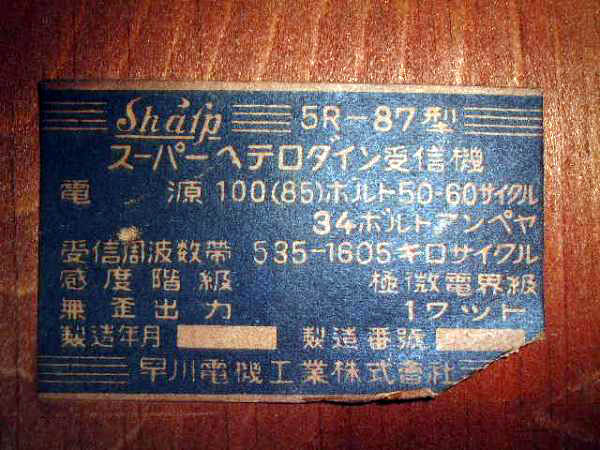 Sharp 5R-87型
スーパーヘテロダイン受信機
電源 100(85)ボルト 50-60サイクル
34ボルトアンペヤ
受信周波数帯 535-1605キロサイクル
感度階級 極微電界級
無歪出力 1ワット
製造年月 製造番號
早川電機工業株式會社